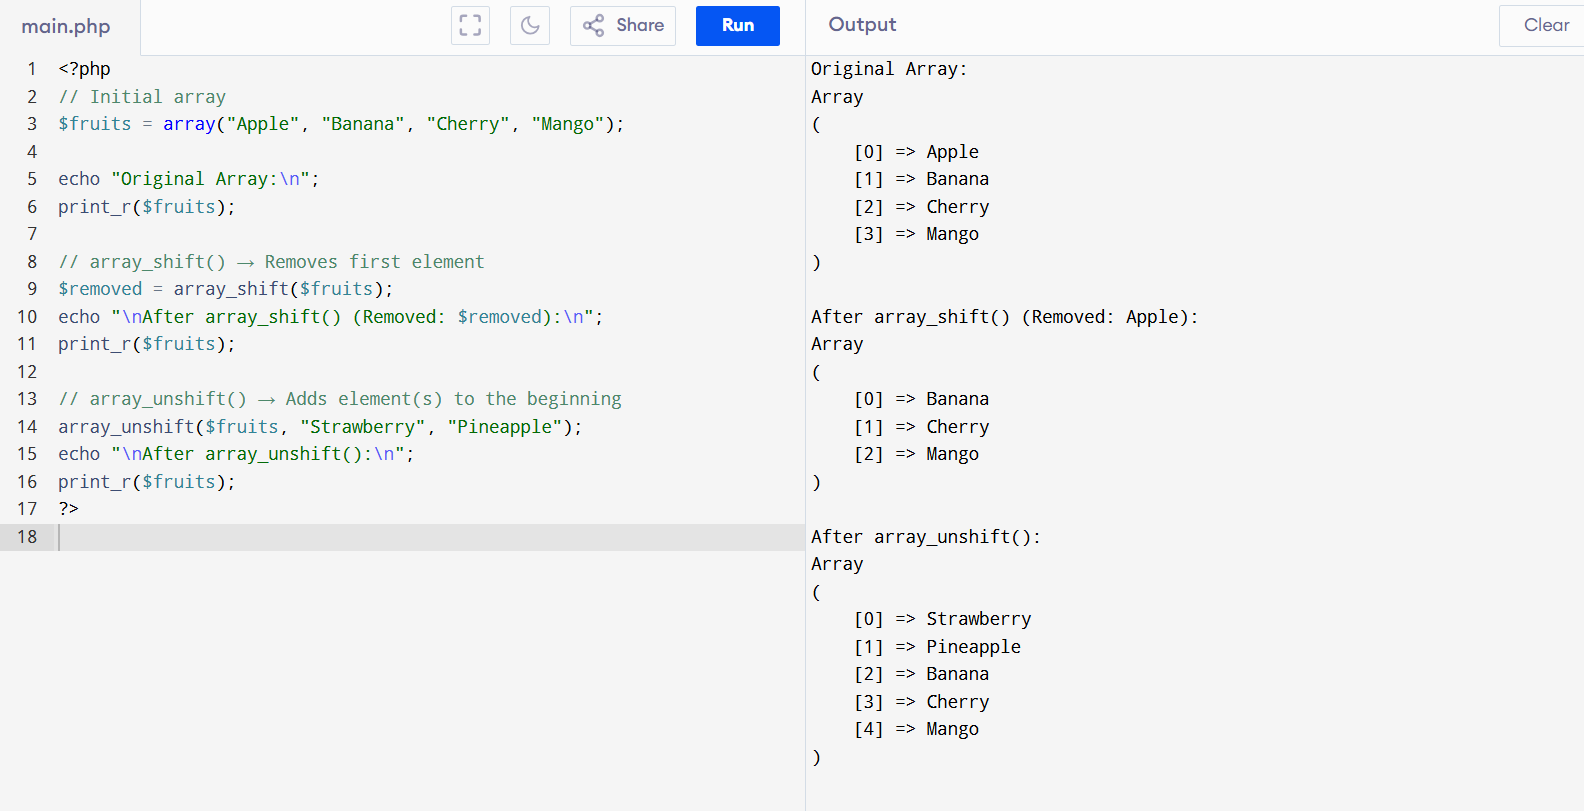 main.php
Share
Run
Output
Clear
1 <?php
2 // Initial array
3 $fruits = array("Apple", "Banana", "Cherry", "Mango");
4
5 echo "Original Array:\n";
6 print_r($fruits);
7
8 // array_shift() → Removes first element
9 $removed = array_shift($fruits);
10 echo "\nAfter array_shift() (Removed: $removed):\n";
11 print_r($fruits);
12
13 // array_unshift() → Adds element(s) to the beginning
14 array_unshift($fruits, "Strawberry", "Pineapple");
15 echo "\nAfter array_unshift():\n";
16 print_r($fruits);
17 ?>
18
Original Array:
Array
(
    [0] => Apple
    [1] => Banana
    [2] => Cherry
    [3] => Mango
)

After array_shift() (Removed: Apple):
Array
(
    [0] => Banana
    [1] => Cherry
    [2] => Mango
)

After array_unshift():
Array
(
    [0] => Strawberry
    [1] => Pineapple
    [2] => Banana
    [3] => Cherry
    [4] => Mango
)